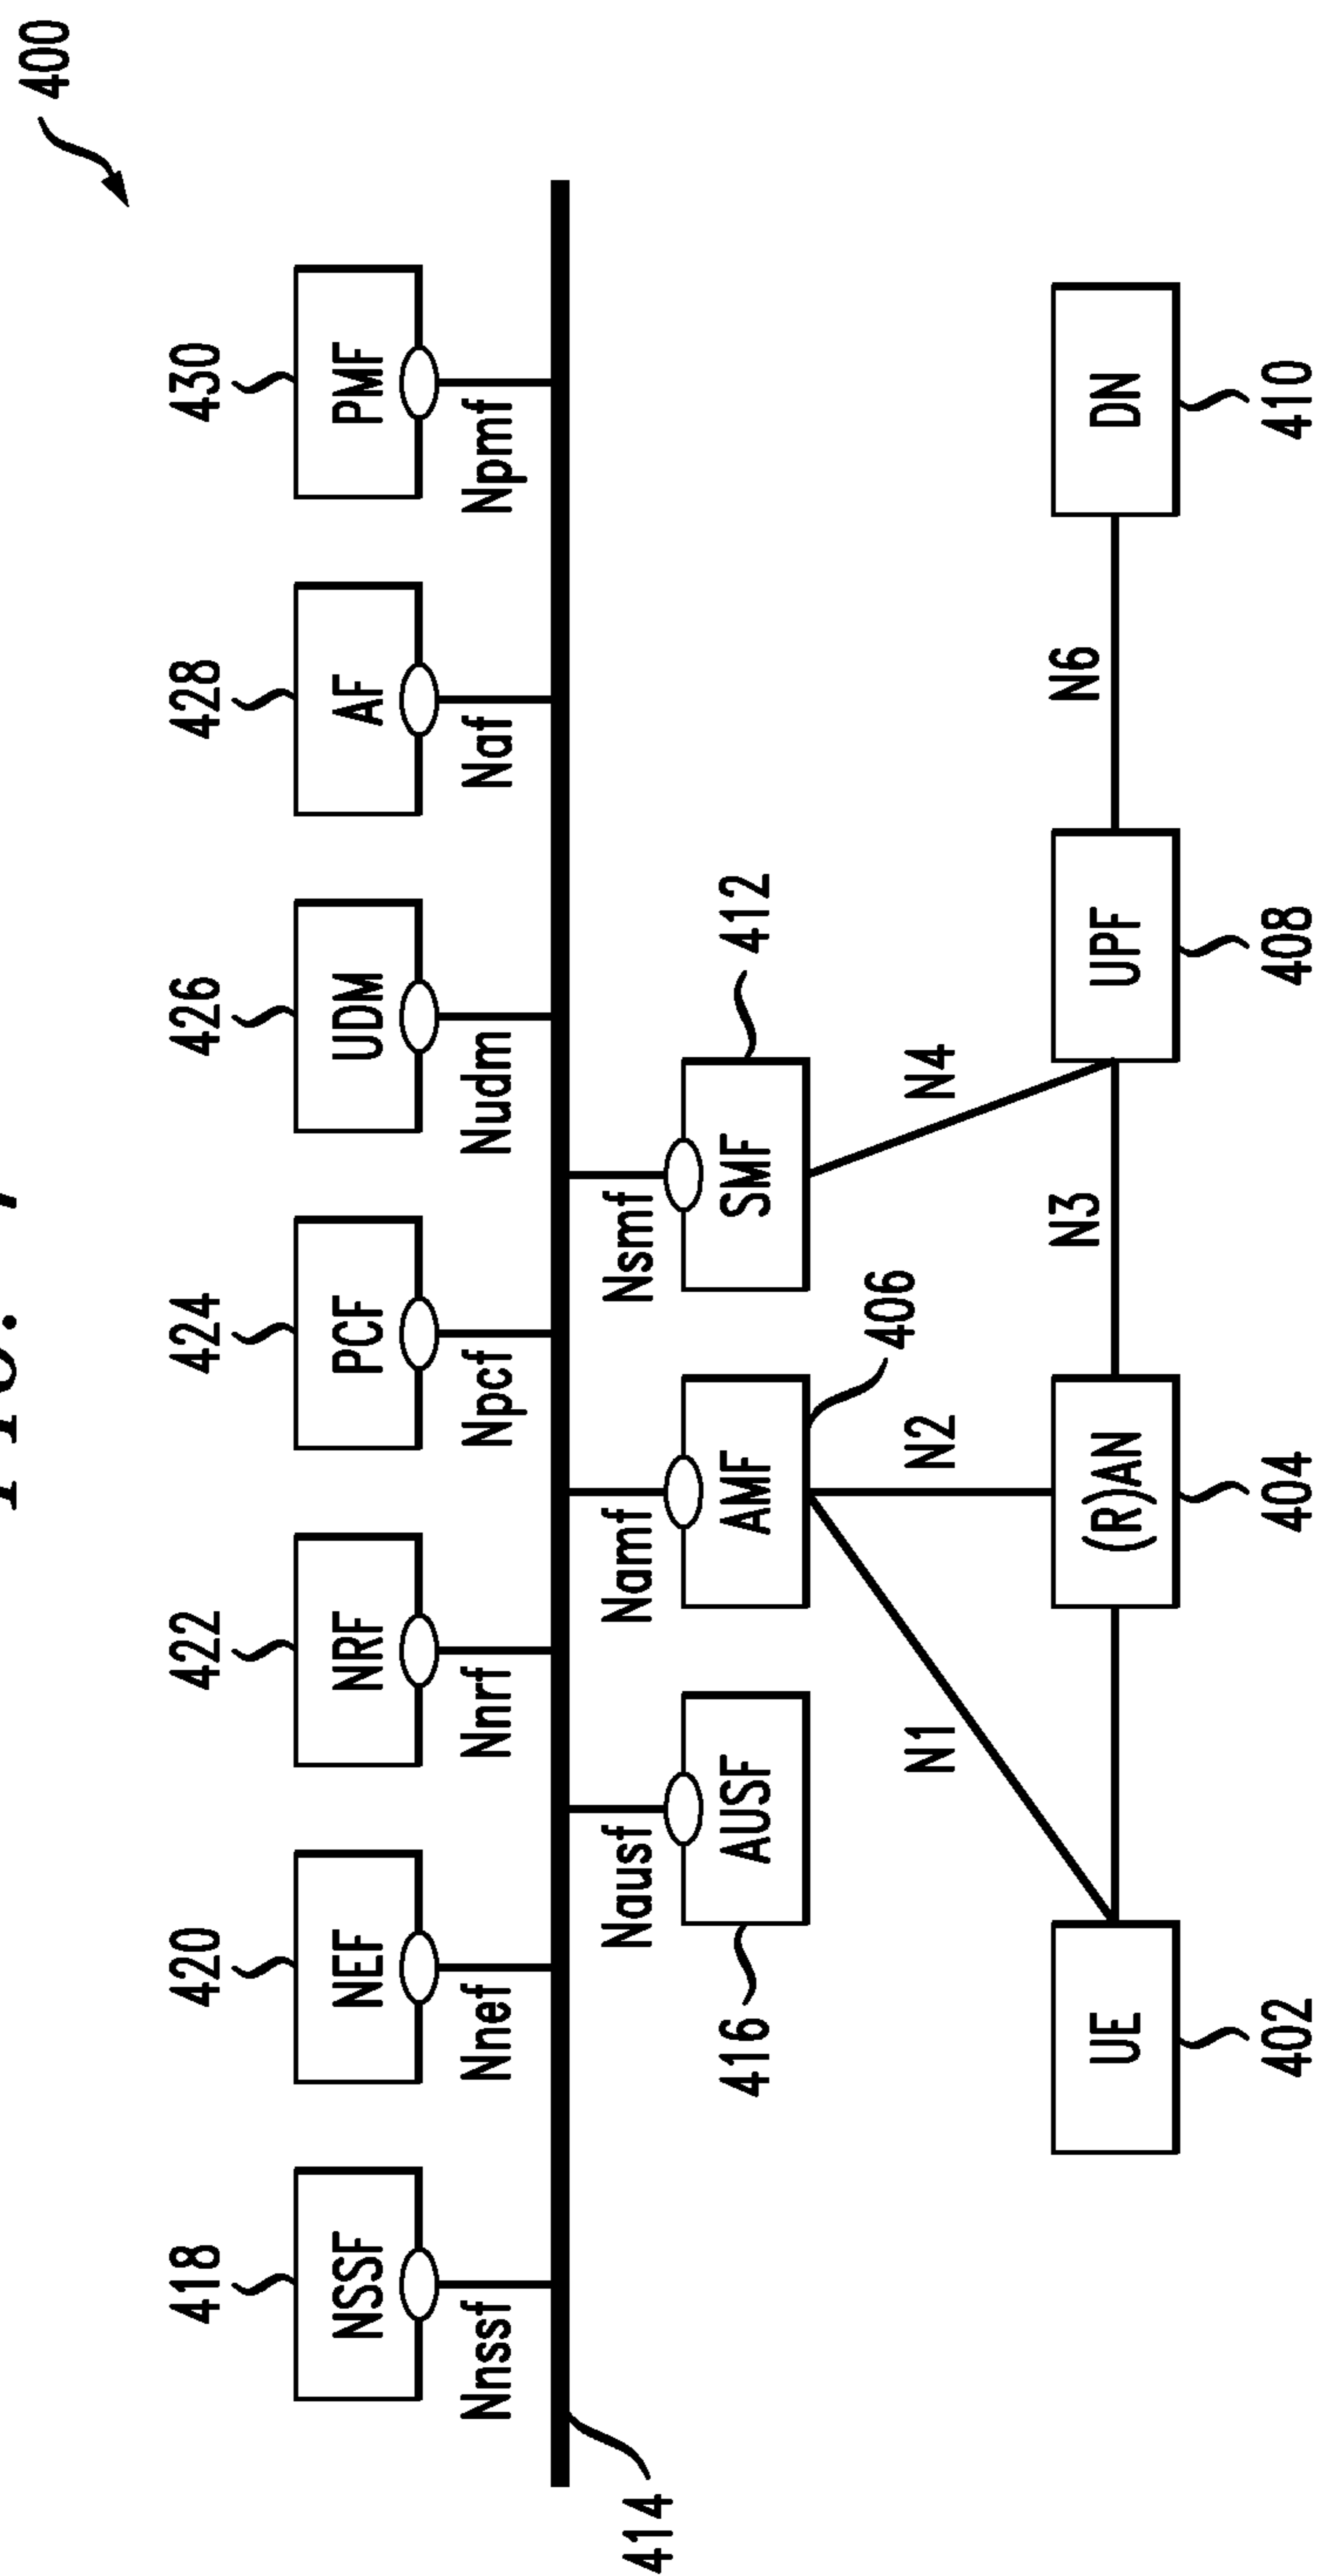 400
418 420 422 424 426 428 430
NSSF NEF NRF PCF UDM AF PMF
Nnssf Nnef Nnrf Npcf Nudm Naf Npmf
414
Nausf Namf Nsmf
416 AUSF AMF SMF 412
406
N1 N2 N4
N3 N6
UE (R)AN UPF DN
402 404 408 410